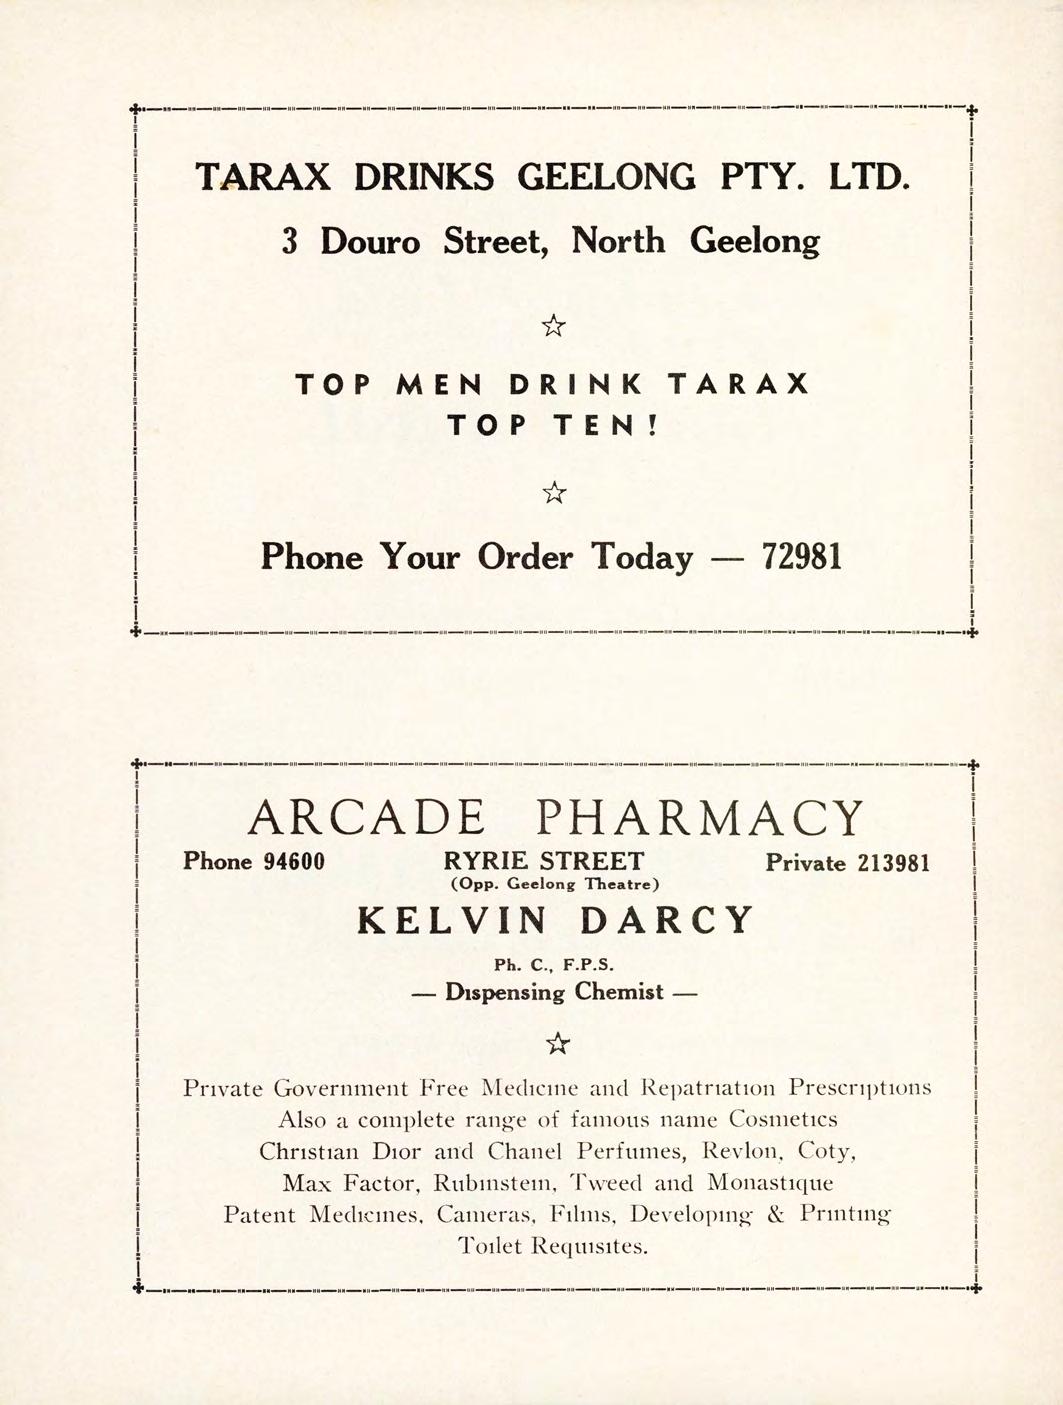 TARAX DRINKS GEELONG PTY. LTD.
3 Douro Street, North Geelong
TOP MEN DRINK TARAX
TOP TEN!
Phone Your Order Today — 72981
ARCADE PHARMACY
Phone 94600 RYRIE STREET Private 213981
(Opp. Geelong Theatre)
KELVIN DARCY
Ph. C., F.P.S.
— Dispensing Chemist —
Private Government Free Medicine and Repatriation Prescriptions
Also a complete range of famous name Cosmetics
Christian Dior and Chanel Perfumes, Revlon, Coty,
Max Factor, Rubinstein, Tweed and Monastique
Patent Medicines, Cameras, Films, Developing & Printing
Toilet Requisites.